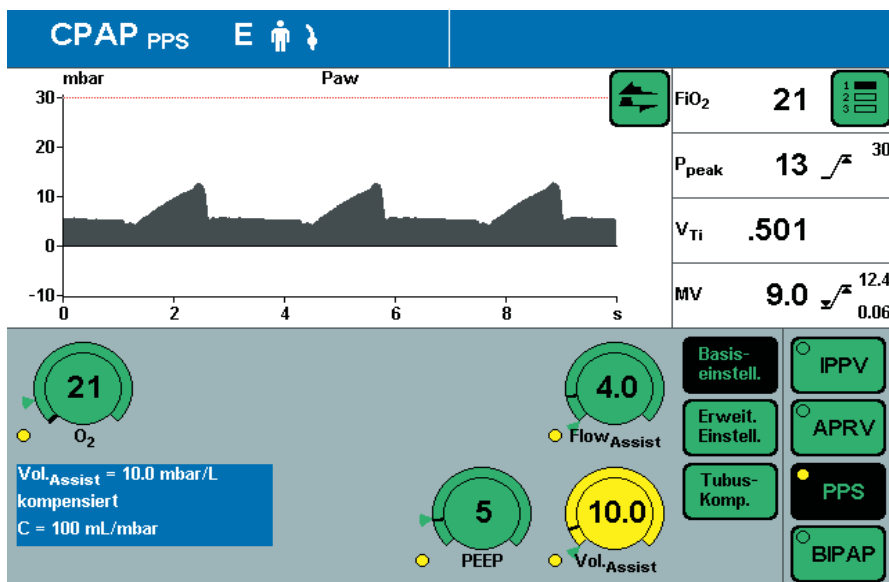 CPAP PPS E
mbar Paw
30
20
10
0
-10
0 2 4 6 8 s
FiO2 21
1
2
3
Ppeak 13 30
VTi .501
MV 9.0 12.4
0.06
21
O2
4.0
FlowAssist
Basis-
einstell.
IPPV
Erweit.
Einstell.
APRV
Vol.Assist = 10.0 mbar/L
kompensiert
C = 100 mL/mbar
5
PEEP
10.0
Vol.Assist
Tubus-
Komp.
PPS
BIPAP